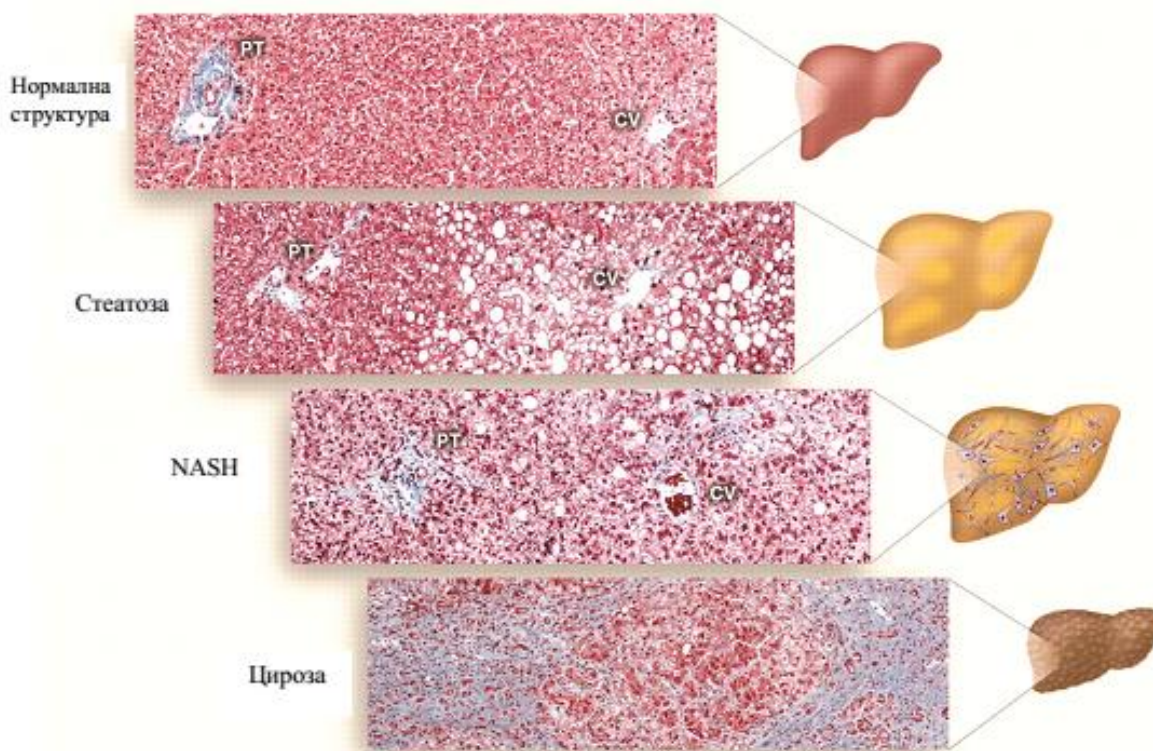 PT
Нормална
структура
CV
PT
Стеатоза
CV
PT
NASH
CV
Цироза